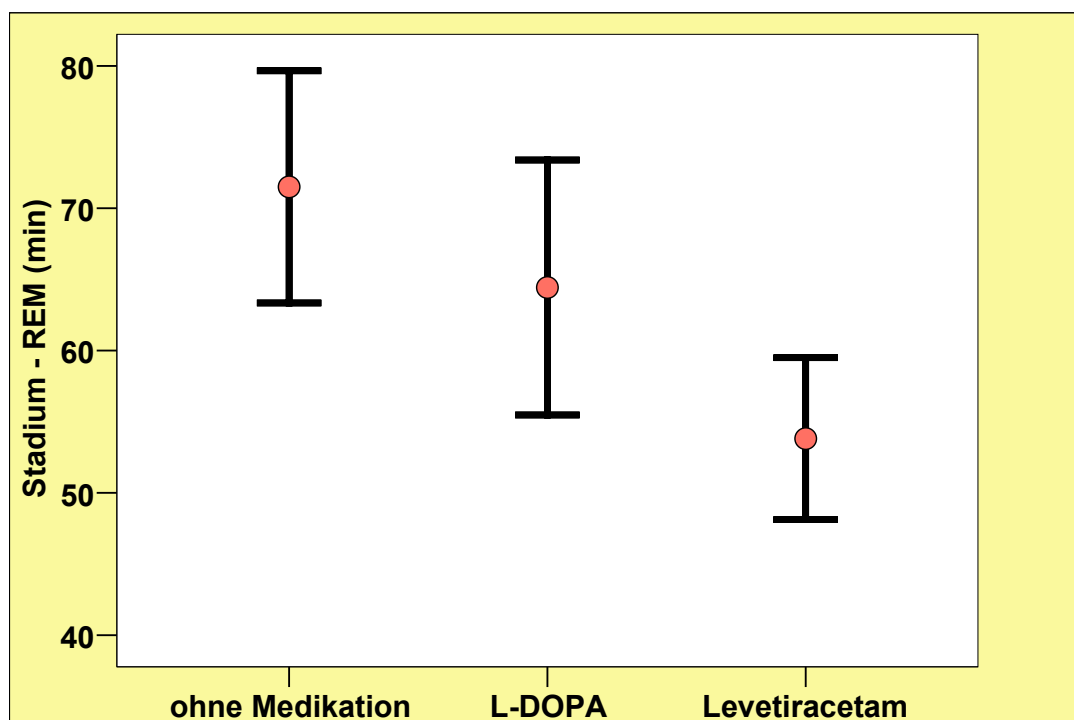 Stadium - REM (min)
80
70
60
50
40
ohne Medikation
L-DOPA
Levetiracetam